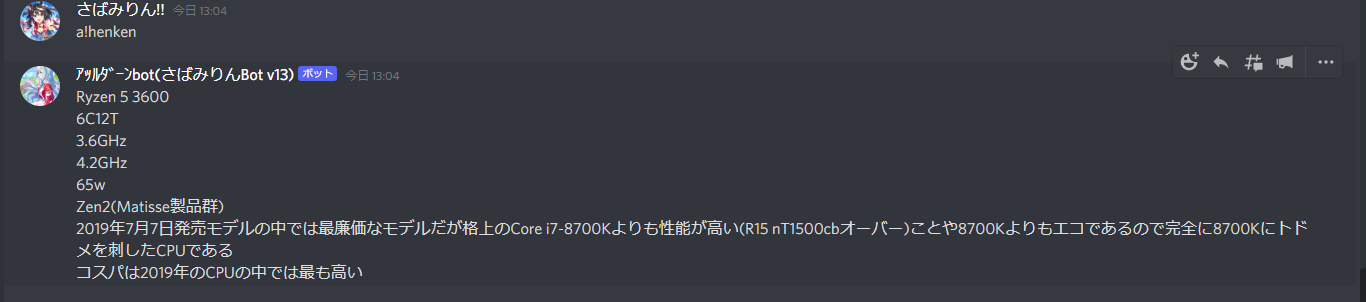 さばみりん!! 今日 13:04
a!henken
ｱｯﾙﾀﾞｰﾝbot(さばみりんBot v13) ボット 今日 13:04
Ryzen 5 3600
6C12T
3.6GHz
4.2GHz
65w
Zen2(Matisse製品群)
2019年7月7日発売モデルの中では最廉価なモデルだが格上のCore i7-8700Kよりも性能が高い(R15 nT1500cbオーバー)ことや8700Kよりもエコであるので完全に8700Kにトド
メを刺したCPUである
コスパは2019年のCPUの中では最も高い